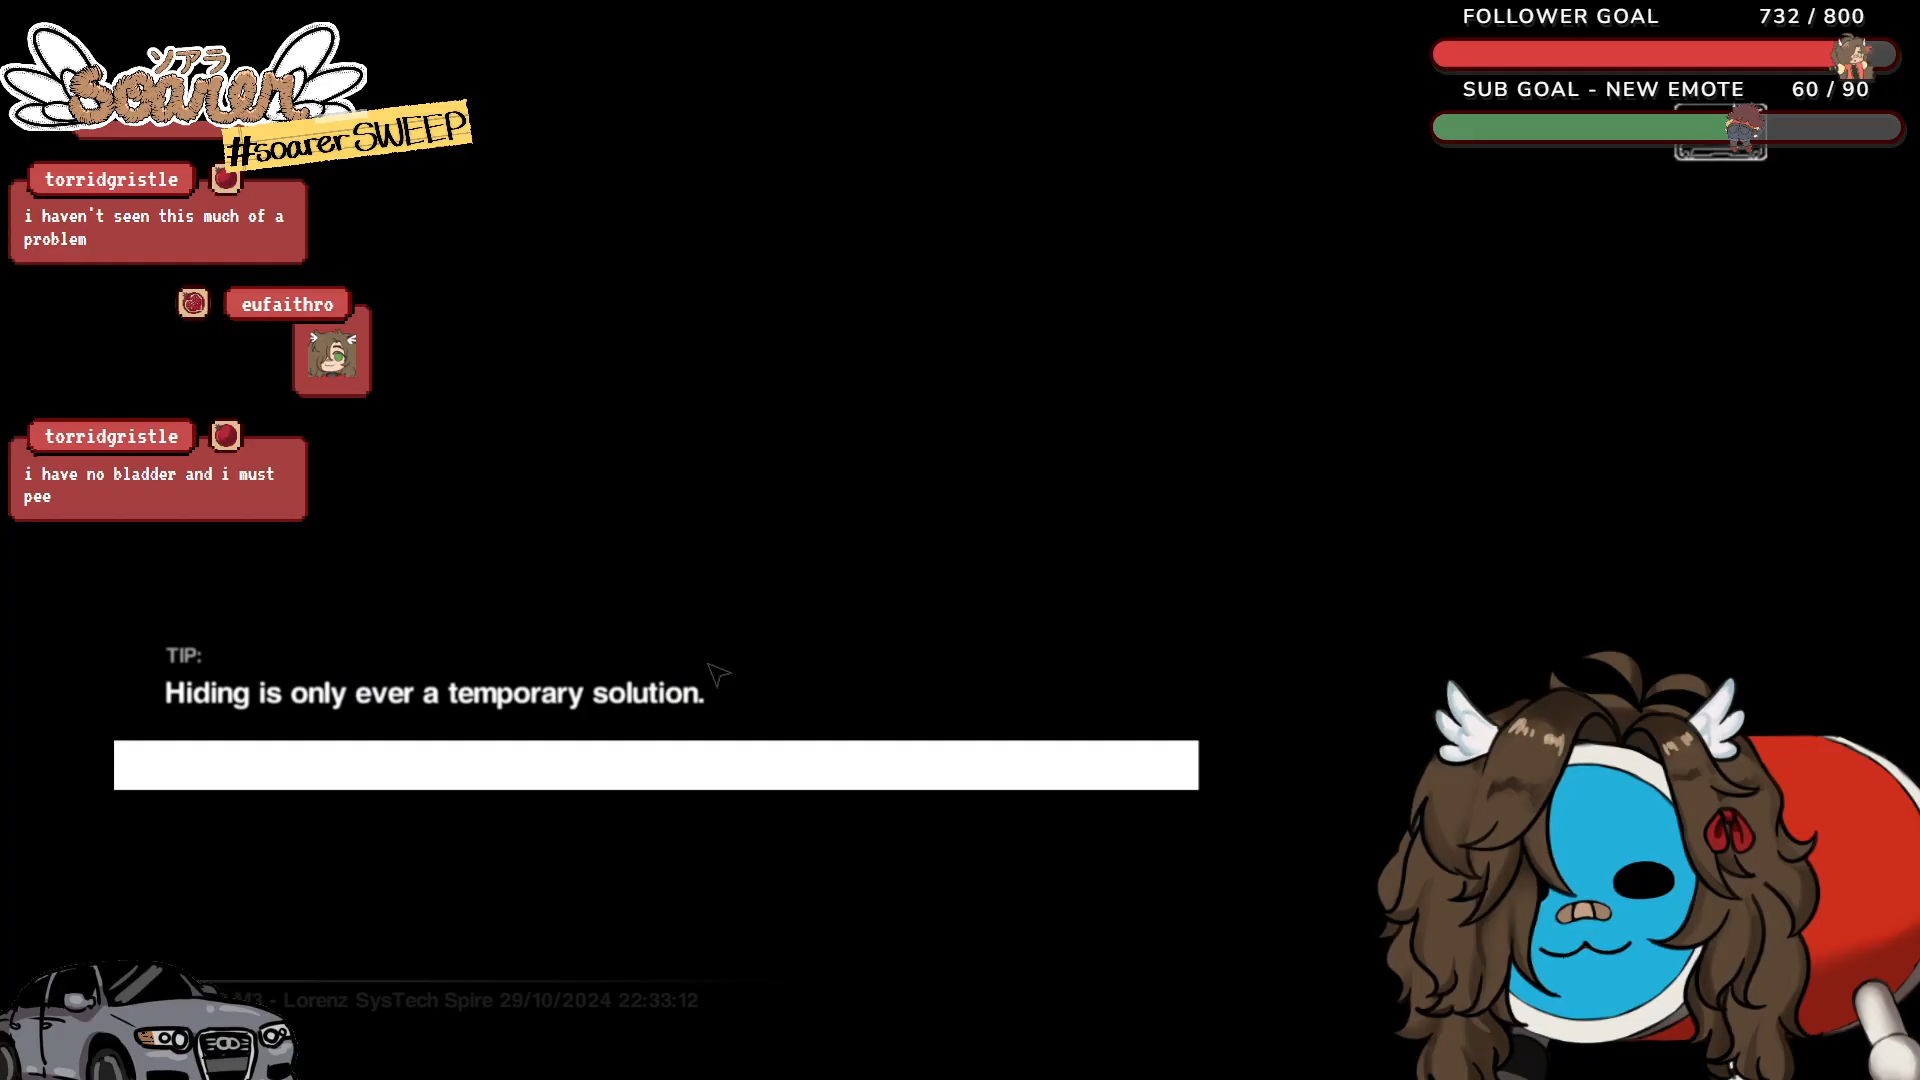 FOLLOWER GOAL 732 / 800
SUB GOAL - NEW EMOTE 60 / 90
ソアラ
soarer
#soarerSWEEP
torridgristle
i haven't seen this much of a
problem
eufaithro
torridgristle
i have no bladder and i must
pee
TIP:
Hiding is only ever a temporary solution.
M3 - Lorenz SysTech Spire 29/10/2024 22:33:12